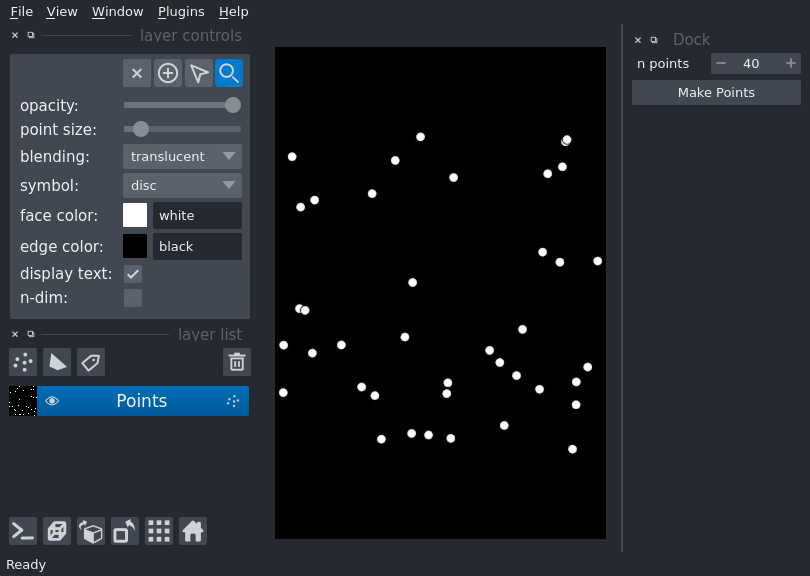 File View Window Plugins Help
layer controls
opacity:
point size:
blending: translucent
symbol: disc
face color: white
edge color: black
display text:
n-dim:
layer list
Points
Ready
Dock
n points 40
Make Points